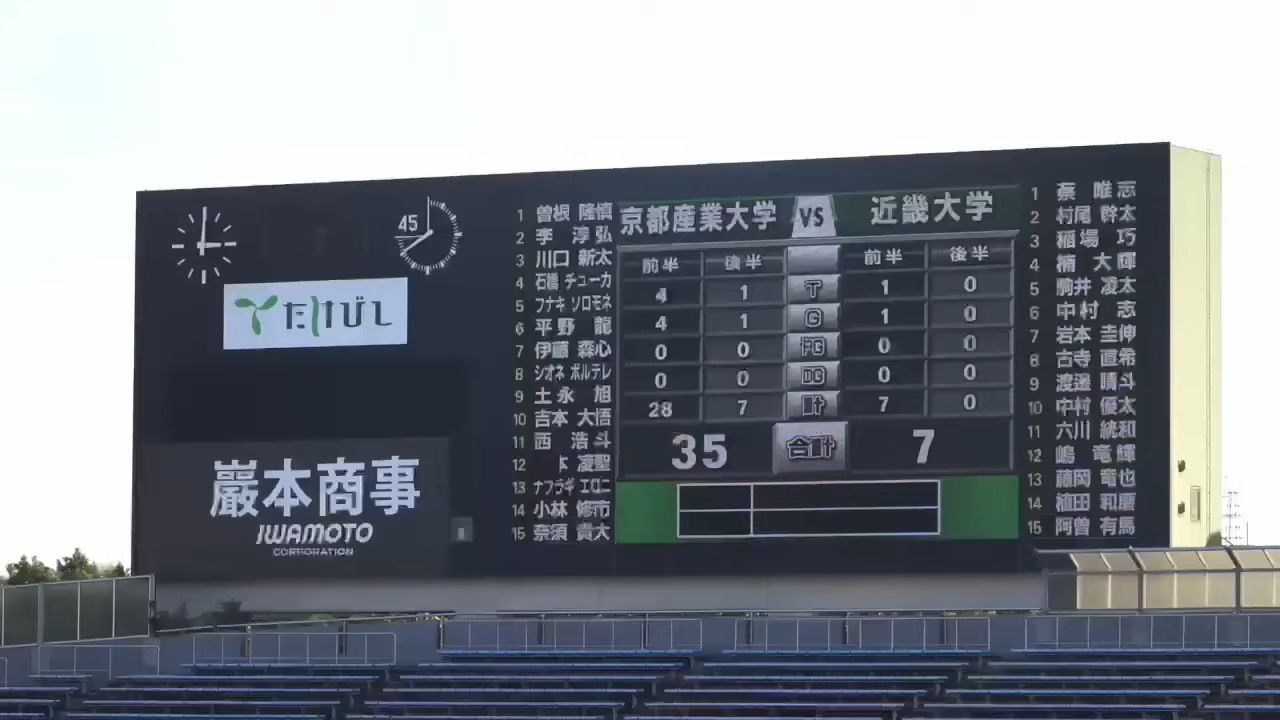 45
たけびし
巖本商事
IWAMOTO
CORPORATION
1 曽根 隆慎
2 李 淳弘
3 川口 新太
4 石橋 チューカ
5 フナキ ソロモネ
6 平野 龍
7 伊藤 森心
8 シオネ ポルテレ
9 土永 旭
10 吉本 大悟
11 西 浩斗
12 凌聖
13 ナブラギ エロニ
14 小林 修市
15 奈須 貴大
京都産業大学 VS 近畿大学
前半 後半 前半 後半
4 1 T 1 0
4 1 G 1 0
0 0 PG 0 0
0 0 DG 0 0
28 7 計 7 0
35 合計 7
1 蔡 唯志
2 村尾 幹太
3 稲場 巧
4 楠 大輝
5 駒井 凌太
6 中村 志
7 岩本 圭伸
8 古寺 直希
9 渡邊 晴斗
10 中村 優太
11 六川 統和
12 嶋 竜輝
13 藤岡 竜也
14 植田 和磨
15 阿曽 有馬